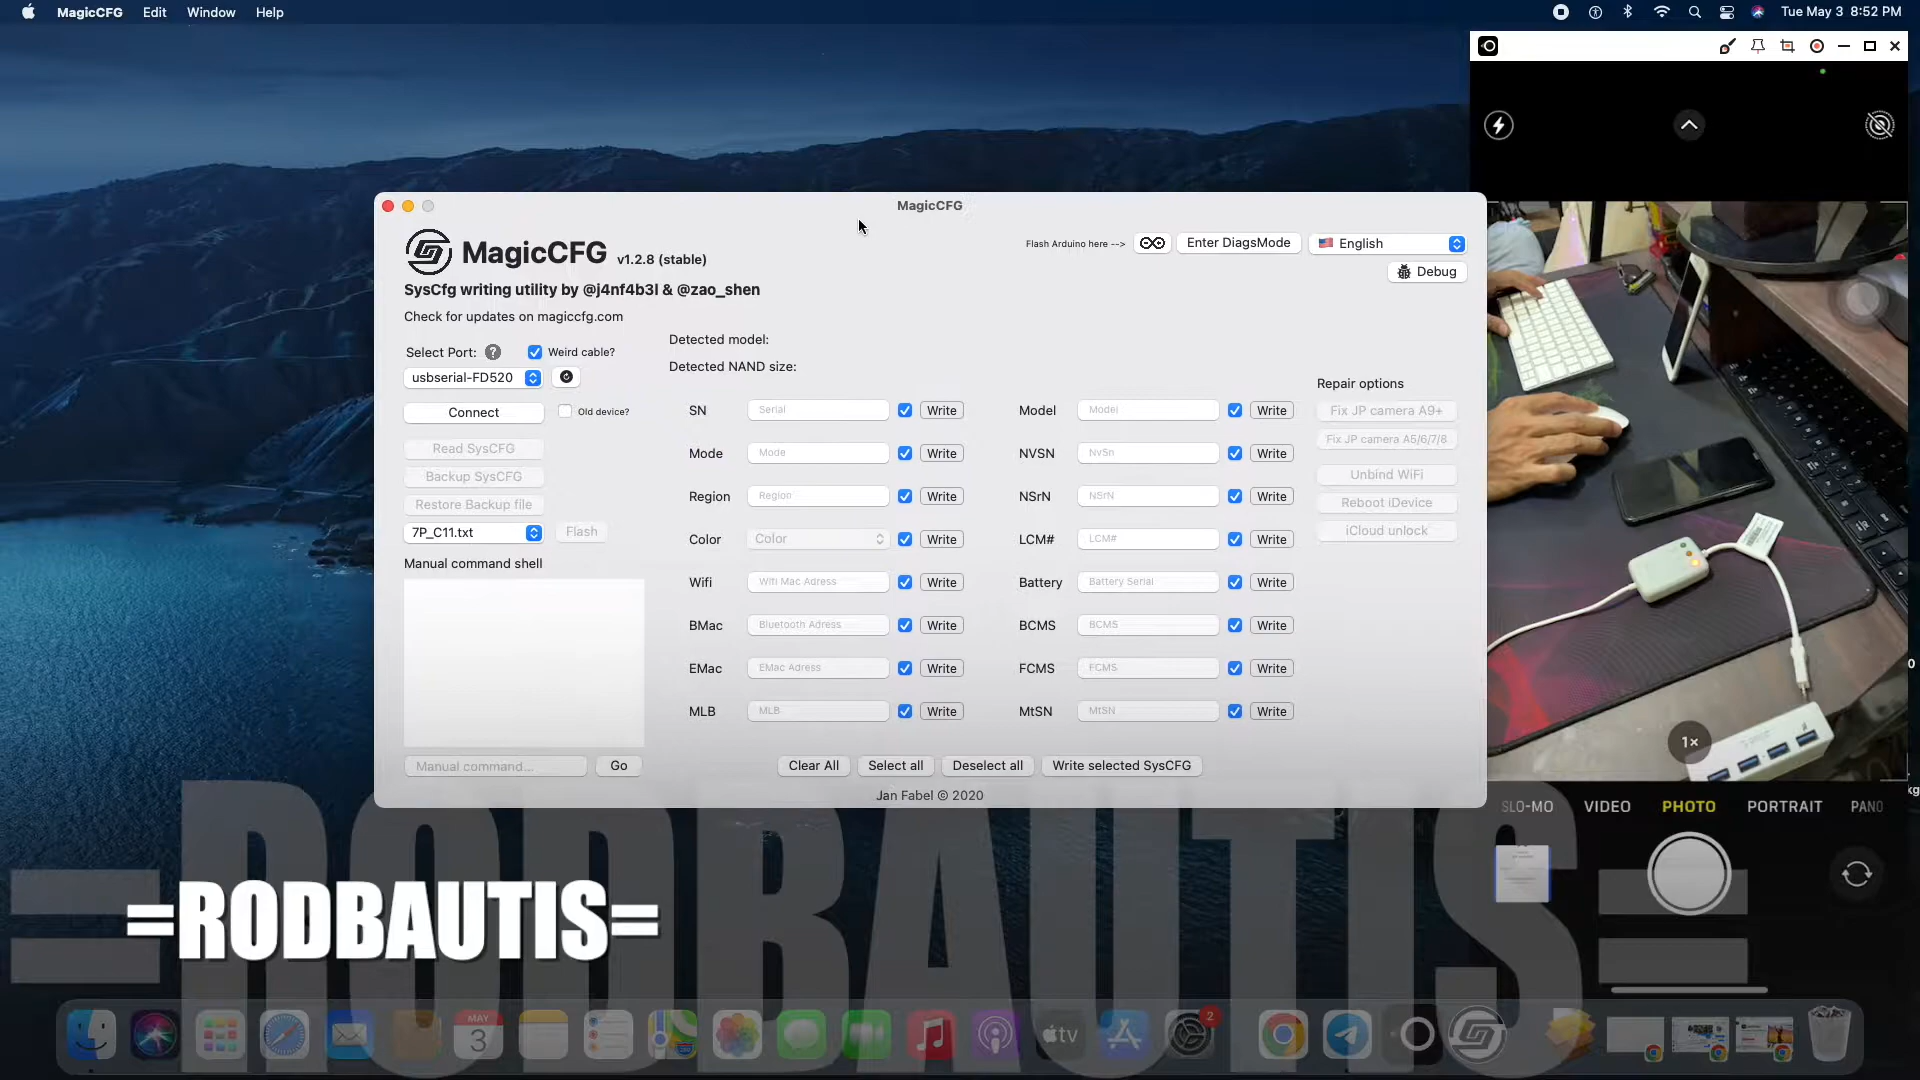 MagicCFG Edit Window Help
Tue May 3 8:52 PM
MagicCFG
MagicCFG v1.2.8 (stable)
SysCfg writing utility by @j4nf4b3l & @zao_shen
Check for updates on magiccfg.com
Flash Arduino here --> Enter DiagsMode English
Debug
Select Port: ? Weird cable?
usbserial-FD520
Connect Old device?
Read SysCFG
Backup SysCFG
Restore Backup file
7P_C11.txt Flash
Manual command shell
Manual command... Go
Detected model:
Detected NAND size:
SN Serial Write
Mode Mode Write
Region Region Write
Color Color Write
Wifi Wifi Mac Adress Write
BMac Bluetooth Adress Write
EMac EMac Adress Write
MLB MLB Write
Model Model Write
NVSN NvSn Write
NSrN NSrN Write
LCM# LCM# Write
Battery Battery Serial Write
BCMS BCMS Write
FCMS FCMS Write
MtSN MtSN Write
Repair options
Fix JP camera A9+
Fix JP camera A5/6/7/8
Unbind WiFi
Reboot iDevice
iCloud unlock
Clear All Select all Deselect all Write selected SysCFG
Jan Fabel © 2020
1×
SLO-MO VIDEO PHOTO PORTRAIT PANO
=RODBAUTIS=
=RODBAUTIS=
MAY
3
tv
2